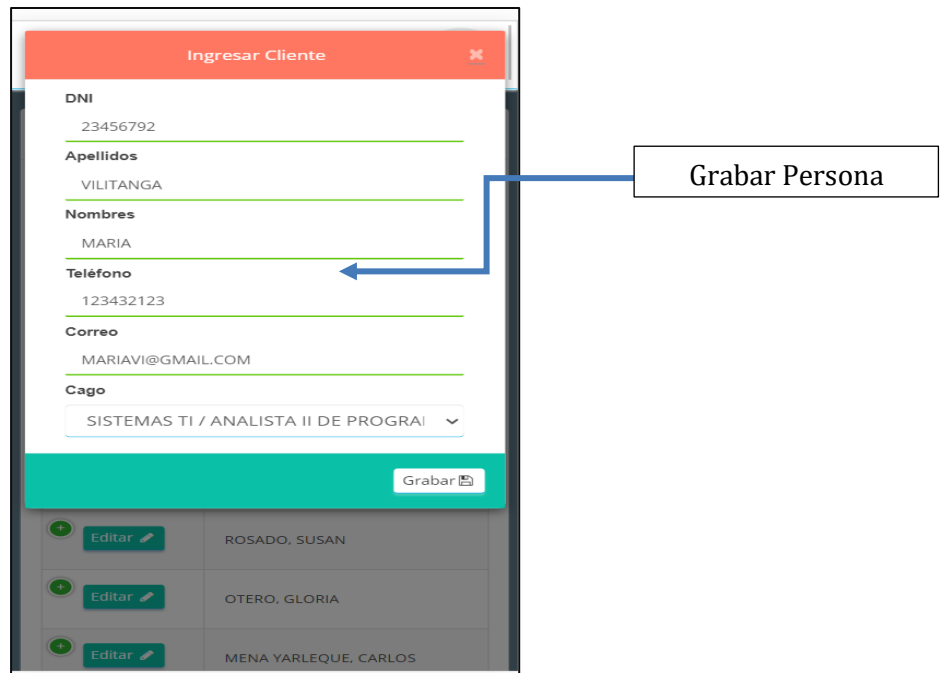 Ingresar Cliente
DNI
23456792
Apellidos
VILITANGA
Nombres
MARIA
Teléfono
123432123
Correo
MARIAVI@GMAIL.COM
Cago
SISTEMAS TI / ANALISTA II DE PROGRAI
Grabar
Editar
ROSADO, SUSAN
Editar
OTERO, GLORIA
Editar
MENA YARLEQUE, CARLOS
Grabar Persona